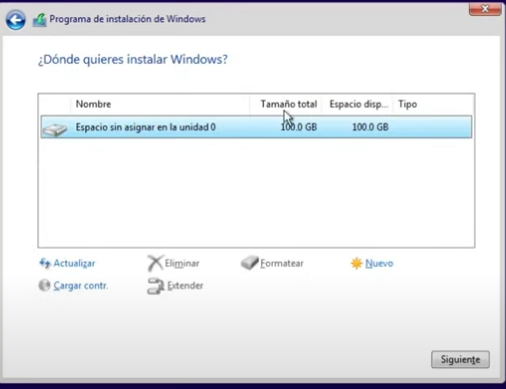 Programa de instalación de Windows
¿Dónde quieres instalar Windows?
Nombre Tamaño total Espacio disp... Tipo
Espacio sin asignar en la unidad 0 100.0 GB 100.0 GB
Actualizar Eliminar Formatear Nuevo
Cargar contr. Extender
Siguiente